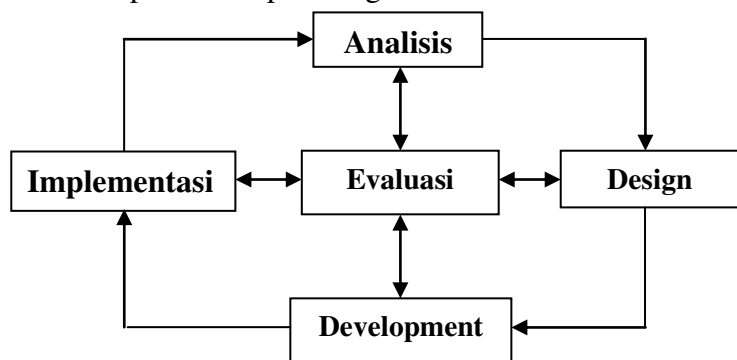 Analisis
Implementasi
Evaluasi
Design
Development